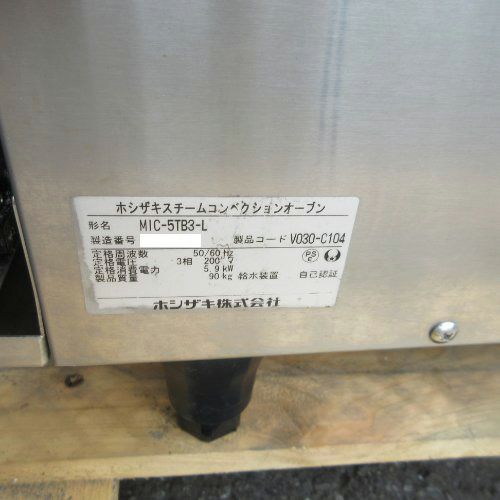 ホシザキスチームコンベクションオーブン
形名 MIC-5TB3-L
製造番号 製品コード V030-C104
定格周波数 50/60 Hz
定格電圧 3相 200 V
定格消費電力 5.9 kW
製品質量 90 kg 給水装置 自己認証
PS E
ホシザキ株式会社